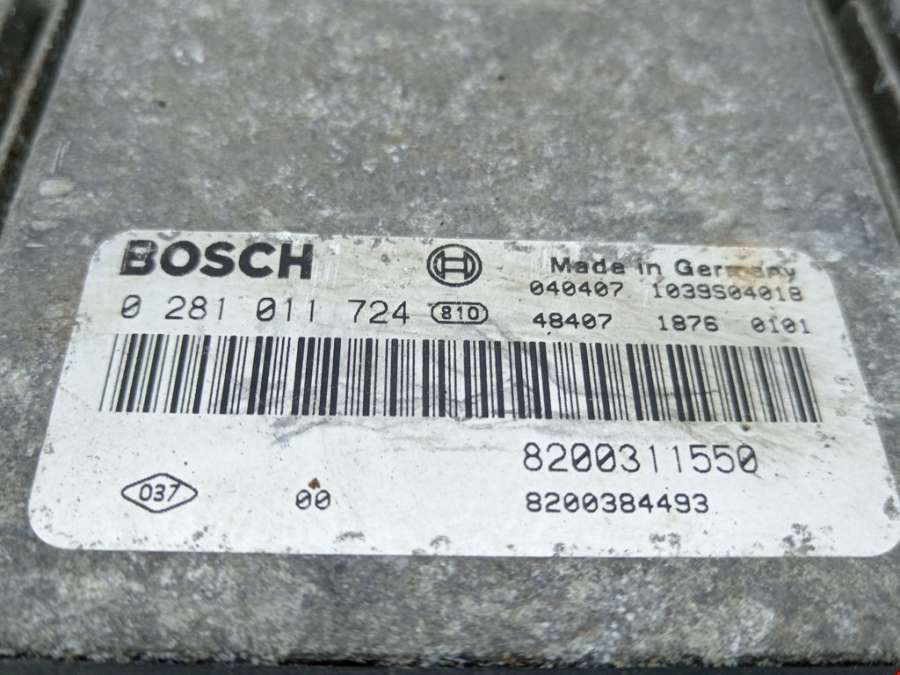 BOSCH
Made in Germany
040407 1039S04018
0 281 011 724 810
48407 1876 0101
8200311550
037 00
8200384493